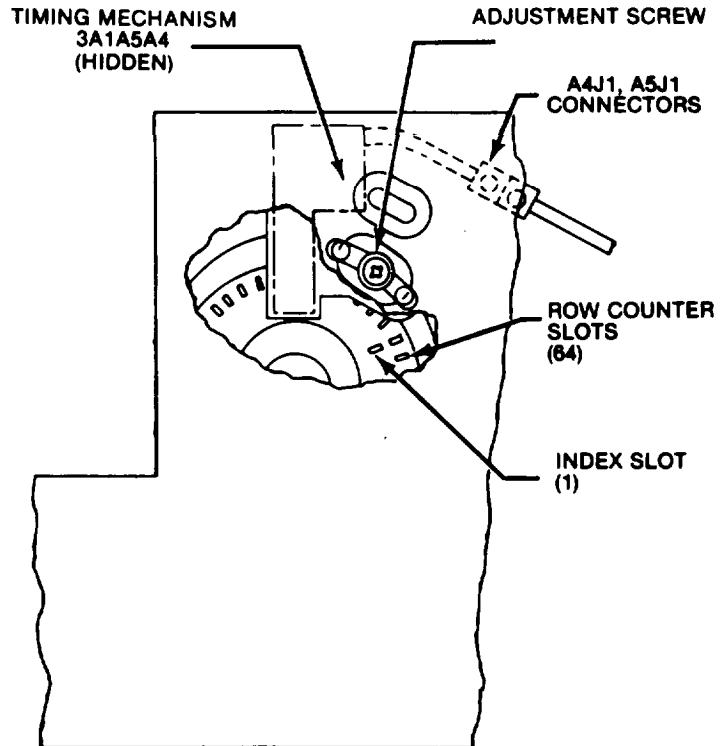 TIMING MECHANISM
3A1A5A4
(HIDDEN)
ADJUSTMENT SCREW
A4J1, A5J1
CONNECTORS
ROW COUNTER
SLOTS
(64)
INDEX SLOT
(1)